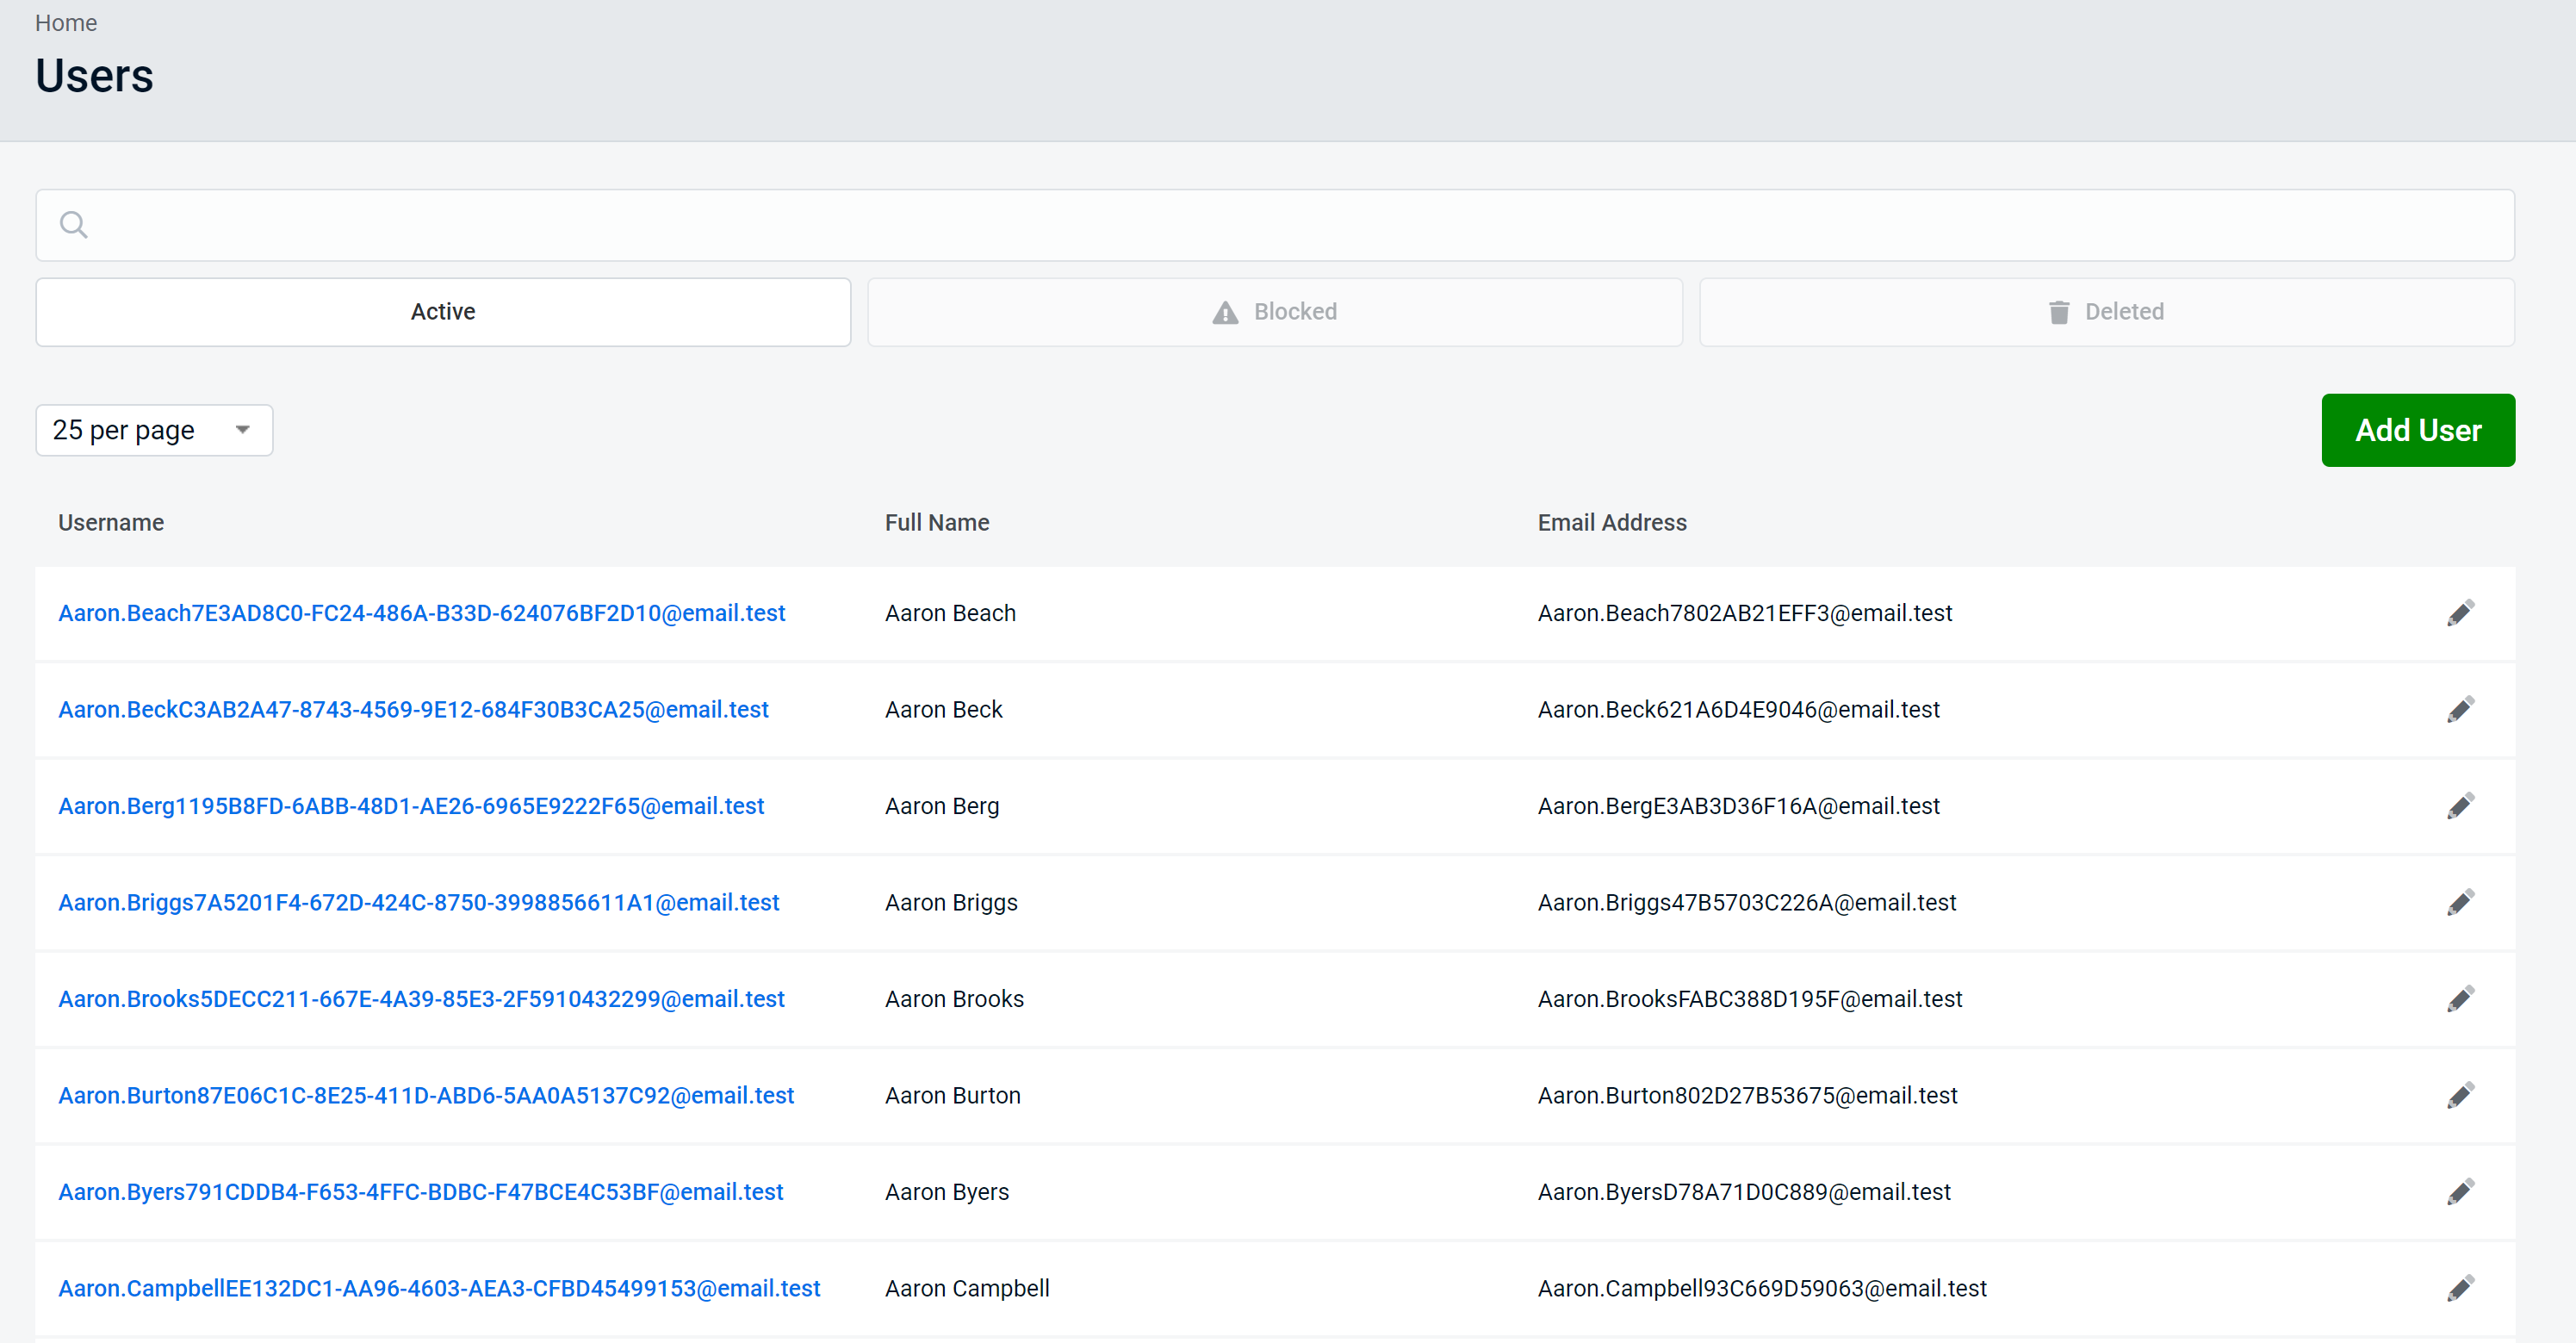 Home
Users
Active
Blocked
Deleted
25 per page
Add User
Username Full Name Email Address
Aaron.Beach7E3AD8C0-FC24-486A-B33D-624076BF2D10@email.test Aaron Beach Aaron.Beach7802AB21EFF3@email.test
Aaron.BeckC3AB2A47-8743-4569-9E12-684F30B3CA25@email.test Aaron Beck Aaron.Beck621A6D4E9046@email.test
Aaron.Berg1195B8FD-6ABB-48D1-AE26-6965E9222F65@email.test Aaron Berg Aaron.BergE3AB3D36F16A@email.test
Aaron.Briggs7A5201F4-672D-424C-8750-3998856611A1@email.test Aaron Briggs Aaron.Briggs47B5703C226A@email.test
Aaron.Brooks5DECC211-667E-4A39-85E3-2F5910432299@email.test Aaron Brooks Aaron.BrooksFABC388D195F@email.test
Aaron.Burton87E06C1C-8E25-411D-ABD6-5AA0A5137C92@email.test Aaron Burton Aaron.Burton802D27B53675@email.test
Aaron.Byers791CDDB4-F653-4FFC-BDBC-F47BCE4C53BF@email.test Aaron Byers Aaron.ByersD78A71D0C889@email.test
Aaron.CampbellEE132DC1-AA96-4603-AEA3-CFBD45499153@email.test Aaron Campbell Aaron.Campbell93C669D59063@email.test